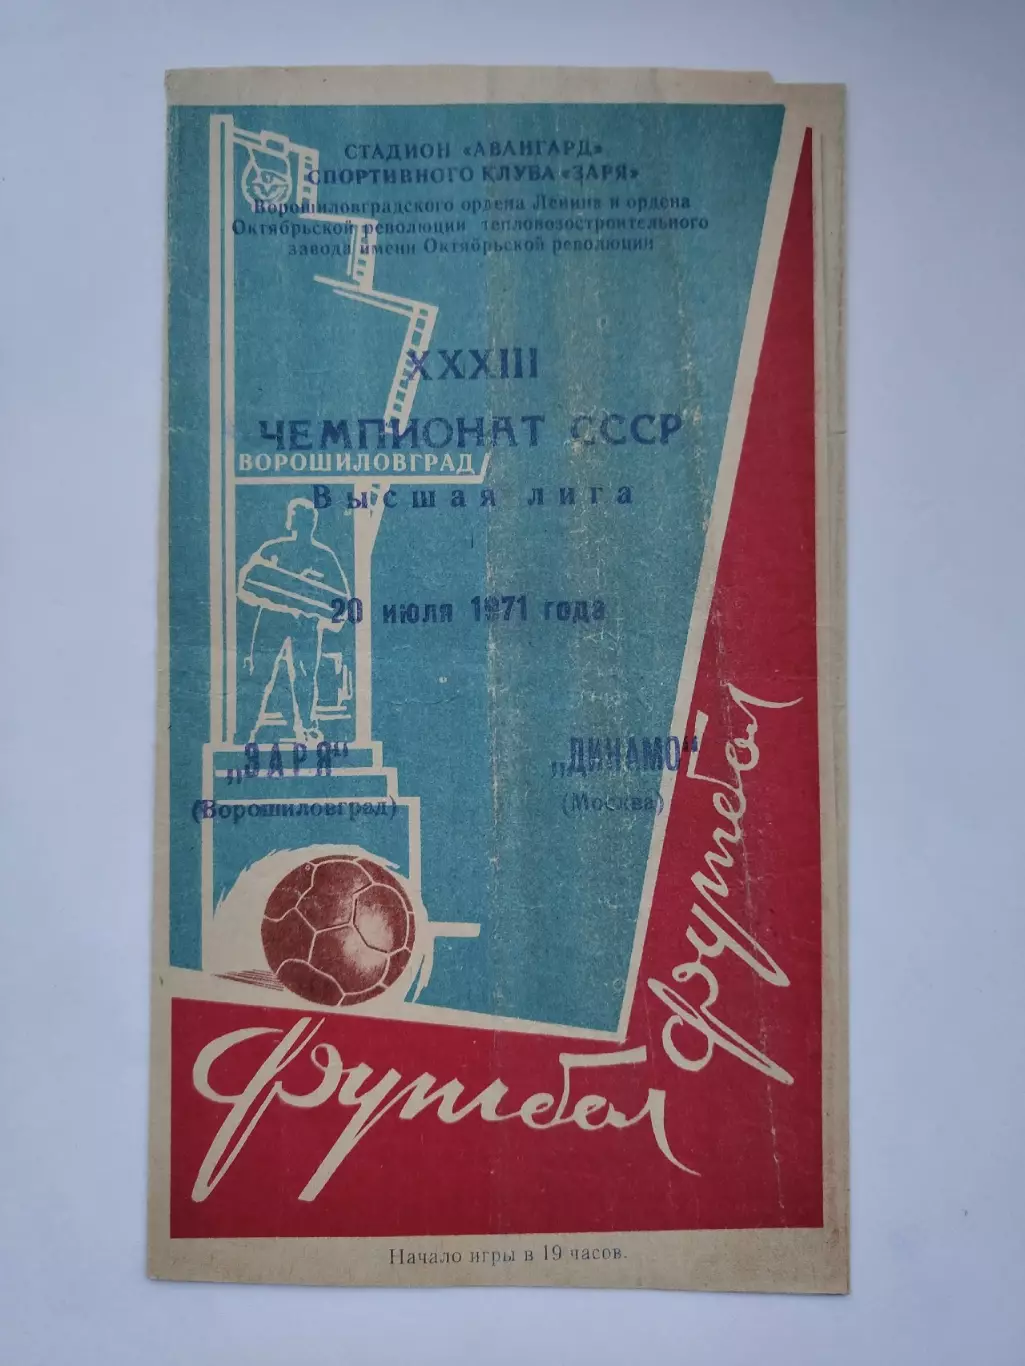 СТАДИОН «АВАНГАРД»
СПОРТИВНОГО КЛУБА «ЗАРЯ»
Ворошиловградского ордена Ленина и ордена
Октябрьской революции тепловозостроительного
завода имени Октябрьской революции
XXXIII
ЧЕМПИОНАТ СССР
ВОРОШИЛОВГРАД
Высшая лига
20 июля 1971 года
„ЗАРЯ“
(Ворошиловград)
„ДИНАМО“
(Москва)
Футбол
Футбол
Начало игры в 19 часов.